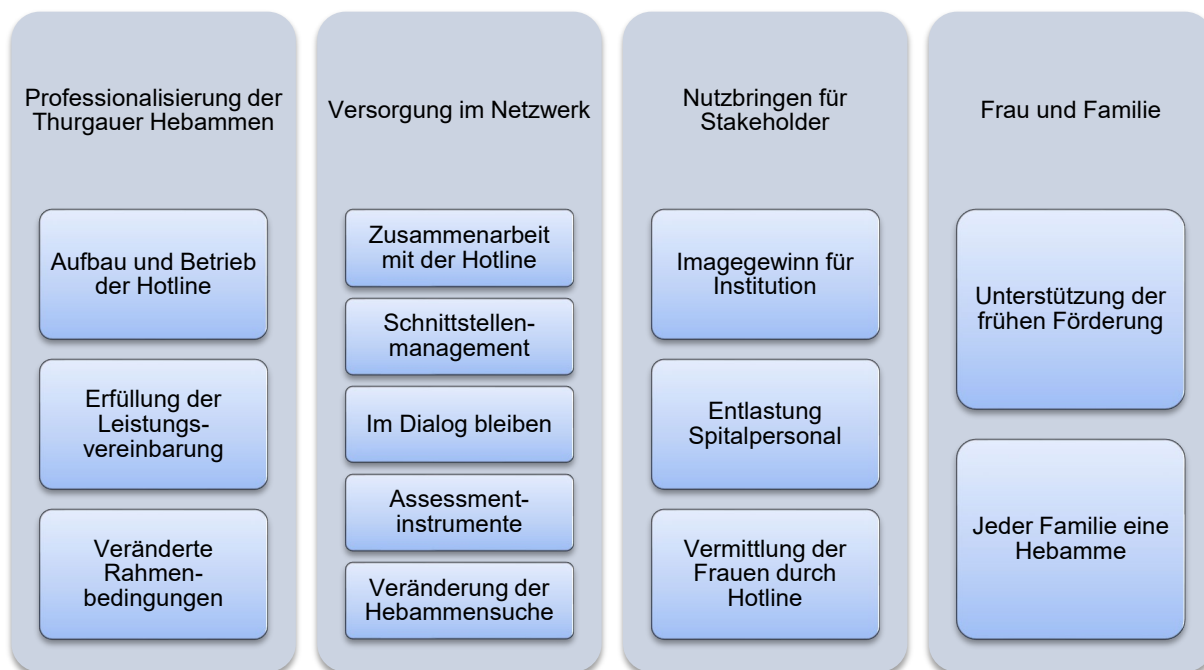 Professionalisierung der
Thurgauer Hebammen
Aufbau und Betrieb
der Hotline
Erfüllung der
Leistungs-
vereinbarung
Veränderte
Rahmen-
bedingungen
Versorgung im Netzwerk
Zusammenarbeit
mit der Hotline
Schnittstellen-
management
Im Dialog bleiben
Assessment-
instrumente
Veränderung der
Hebammensuche
Nutzbringen für
Stakeholder
Imagegewinn für
Institution
Entlastung
Spitalpersonal
Vermittlung der
Frauen durch
Hotline
Frau und Familie
Unterstützung der
frühen Förderung
Jeder Familie eine
Hebamme